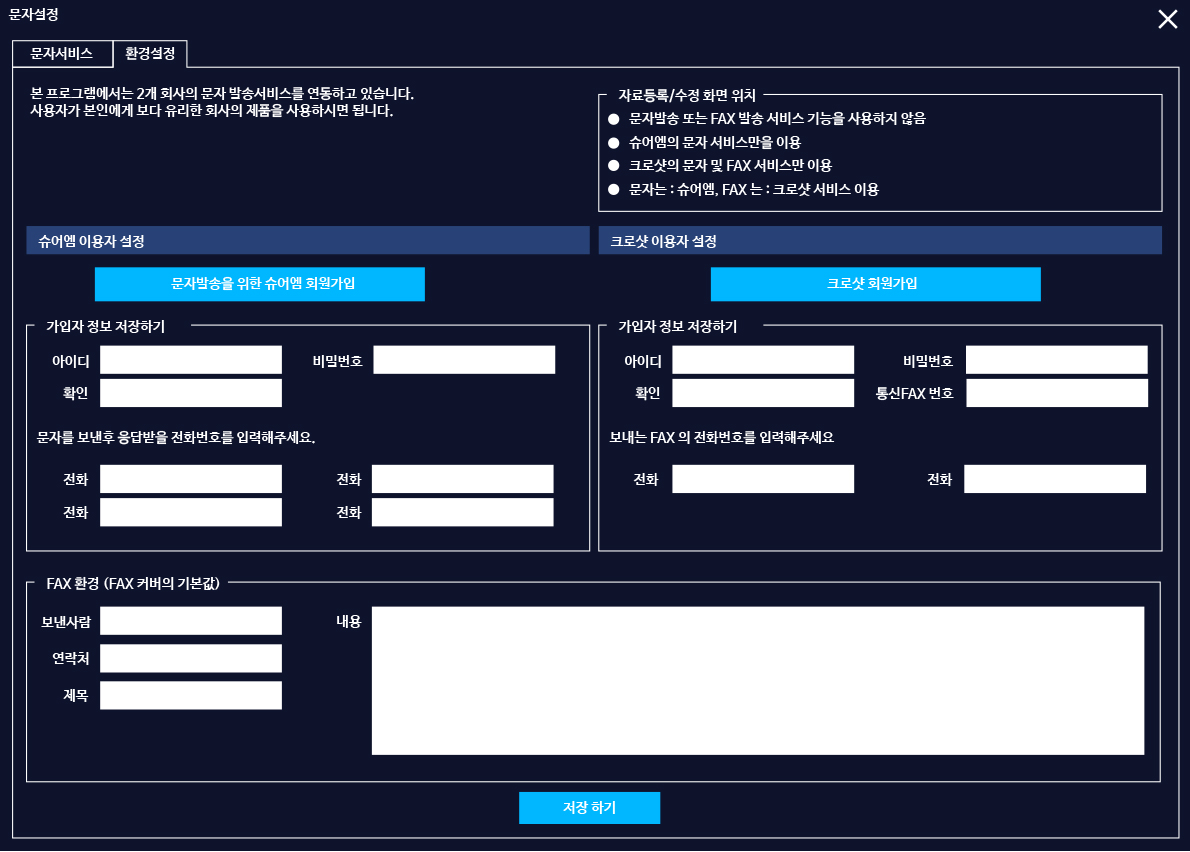 문자설정
문자서비스
환경설정
본 프로그램에서는 2개 회사의 문자 발송서비스를 연동하고 있습니다.
사용자가 본인에게 보다 유리한 회사의 제품을 사용하시면 됩니다.
자료등록/수정 화면 위치
문자발송 또는 FAX 발송 서비스 기능을 사용하지 않음
슈어엠의 문자 서비스만을 이용
크로샷의 문자 및 FAX 서비스만 이용
문자는 : 슈어엠, FAX 는 : 크로샷 서비스 이용
슈어엠 이용자 설정
문자발송을 위한 슈어엠 회원가입
가입자 정보 저장하기
아이디
비밀번호
확인
문자를 보낸후 응답받을 전화번호를 입력해주세요.
전화
전화
전화
전화
크로샷 이용자 설정
크로샷 회원가입
가입자 정보 저장하기
아이디
비밀번호
확인
통신FAX 번호
보내는 FAX 의 전화번호를 입력해주세요
전화
전화
FAX 환경 (FAX 커버의 기본값)
보낸사람
내용
연락처
제목
저장 하기